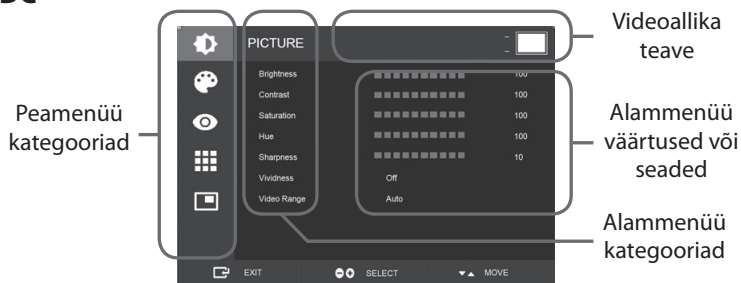 Videoallika
teave
Peamenüü
kategooriad
PICTURE
Brightness 100
Contrast 100
Saturation 100
Hue 100
Sharpness 10
Vividness Off
Video Range Auto
EXIT SELECT MOVE
Alammenüü
väärtused või
seaded
Alammenüü
kategooriad